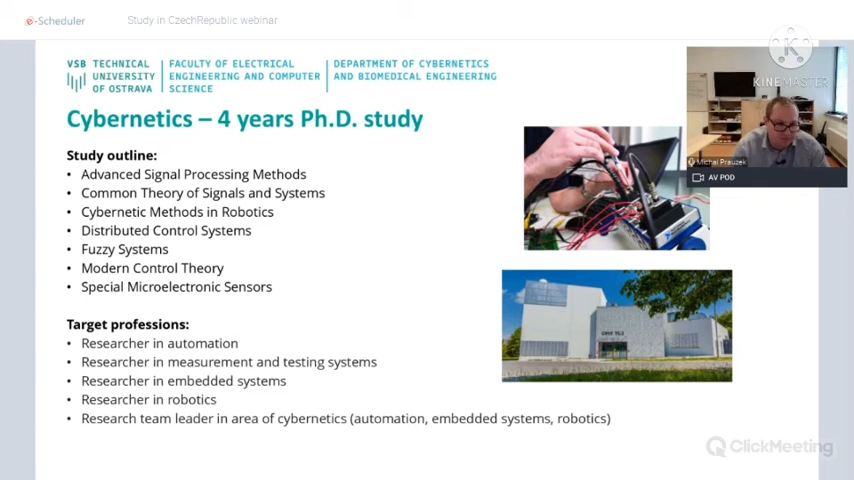 e-Scheduler
Study in CzechRepublic webinar
VSB TECHNICAL
UNIVERSITY
OF OSTRAVA
FACULTY OF ELECTRICAL
ENGINEERING AND COMPUTER
SCIENCE
DEPARTMENT OF CYBERNETICS
AND BIOMEDICAL ENGINEERING
K
KINEMASTER
Michal Prauzek
AV POD
Cybernetics – 4 years Ph.D. study
Study outline:
• Advanced Signal Processing Methods
• Common Theory of Signals and Systems
• Cybernetic Methods in Robotics
• Distributed Control Systems
• Fuzzy Systems
• Modern Control Theory
• Special Microelectronic Sensors
Target professions:
• Researcher in automation
• Researcher in measurement and testing systems
• Researcher in embedded systems
• Researcher in robotics
• Research team leader in area of cybernetics (automation, embedded systems, robotics)
ClickMeeting